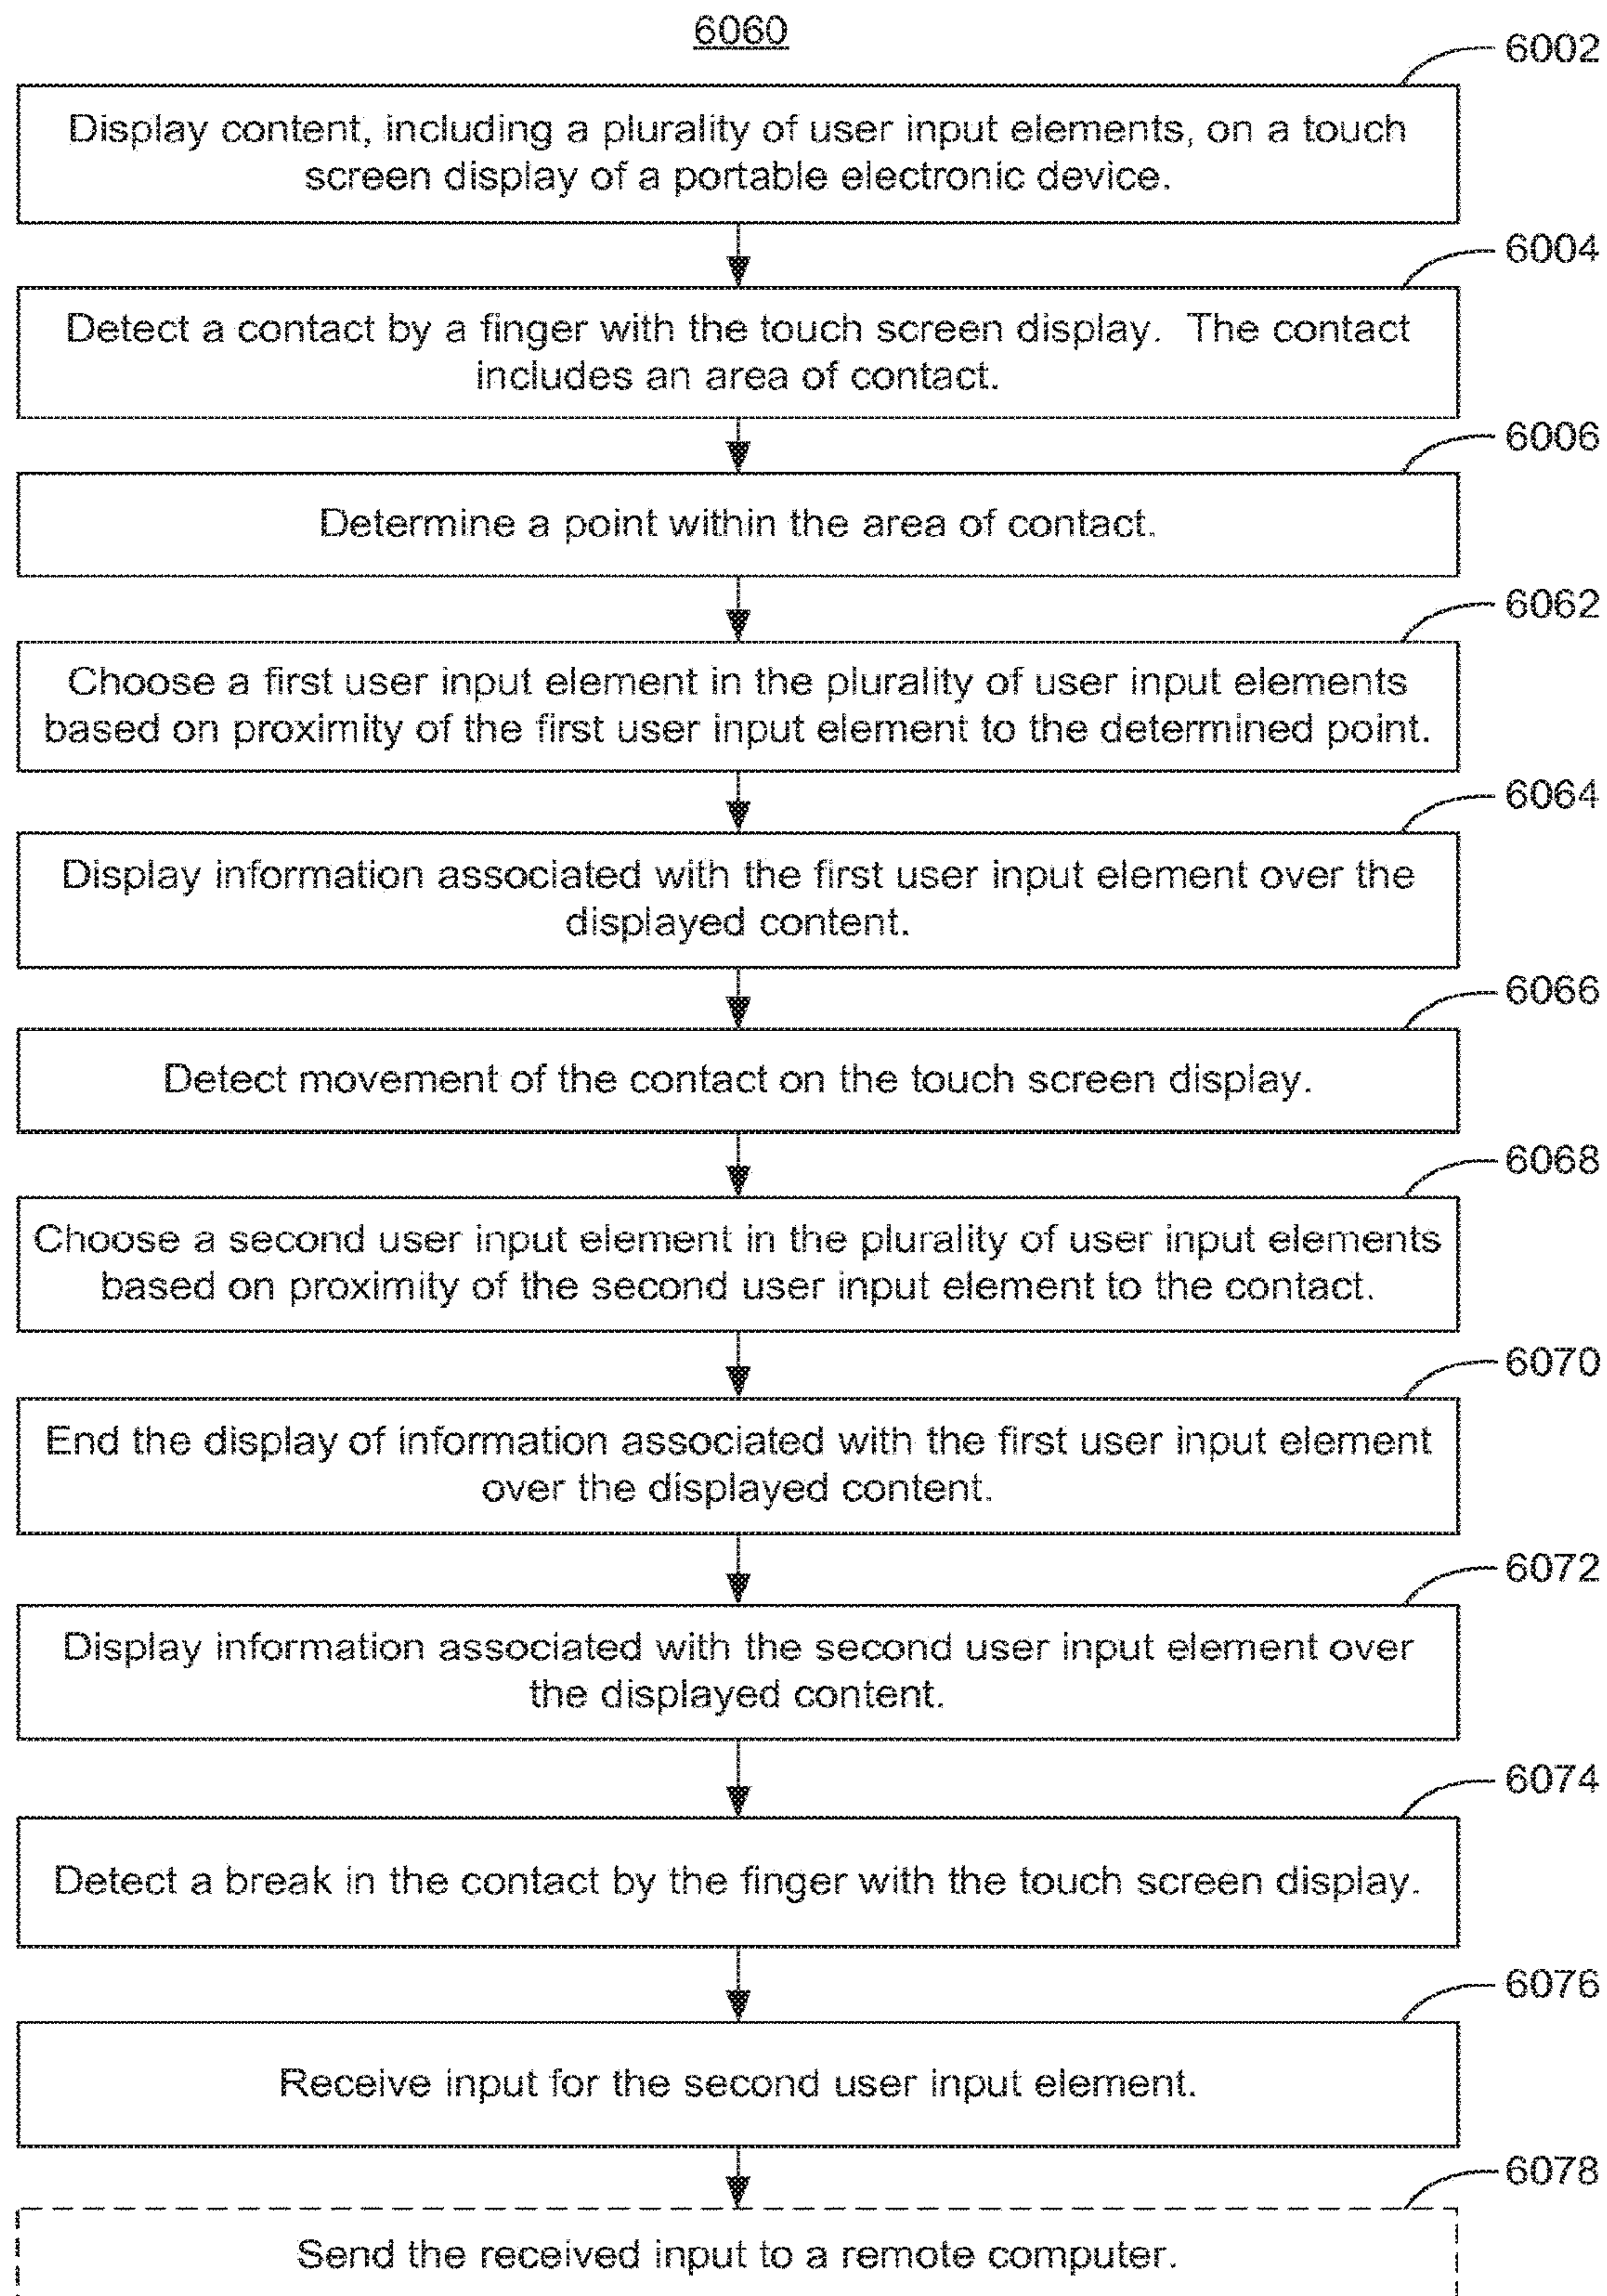 6060
6002
Display content, including a plurality of user input elements, on a touch
screen display of a portable electronic device.
6004
Detect a contact by a finger with the touch screen display. The contact
includes an area of contact.
6006
Determine a point within the area of contact.
6062
Choose a first user input element in the plurality of user input elements
based on proximity of the first user input element to the determined point.
6064
Display information associated with the first user input element over the
displayed content.
6066
Detect movement of the contact on the touch screen display.
6068
Choose a second user input element in the plurality of user input elements
based on proximity of the second user input element to the contact.
6070
End the display of information associated with the first user input element
over the displayed content.
6072
Display information associated with the second user input element over
the displayed content.
6074
Detect a break in the contact by the finger with the touch screen display.
6076
Receive input for the second user input element.
6078
Send the received input to a remote computer.